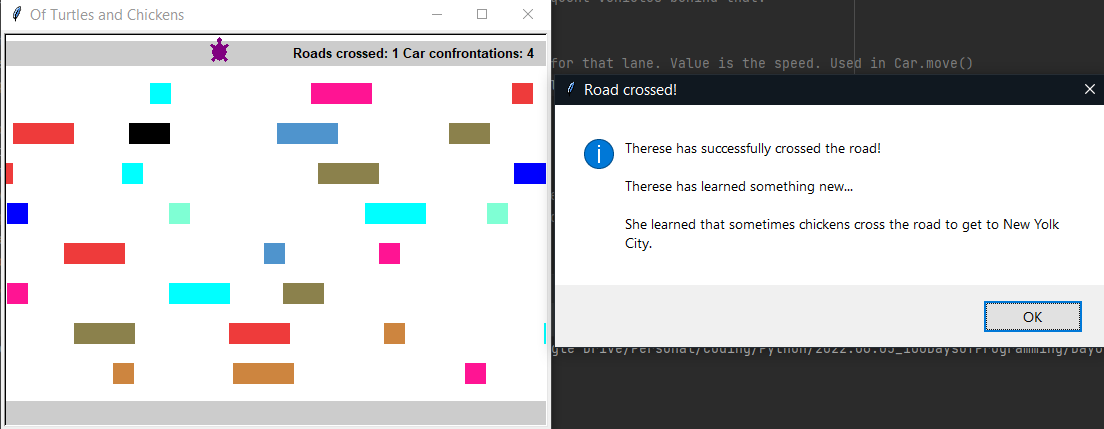 Of Turtles and Chickens
Roads crossed: 1 Car confrontations: 4
for that lane. Value is the speed. Used in Car.move()
Road crossed!
Therese has successfully crossed the road!
Therese has learned something new...
She learned that sometimes chickens cross the road to get to New Yolk
City.
OK